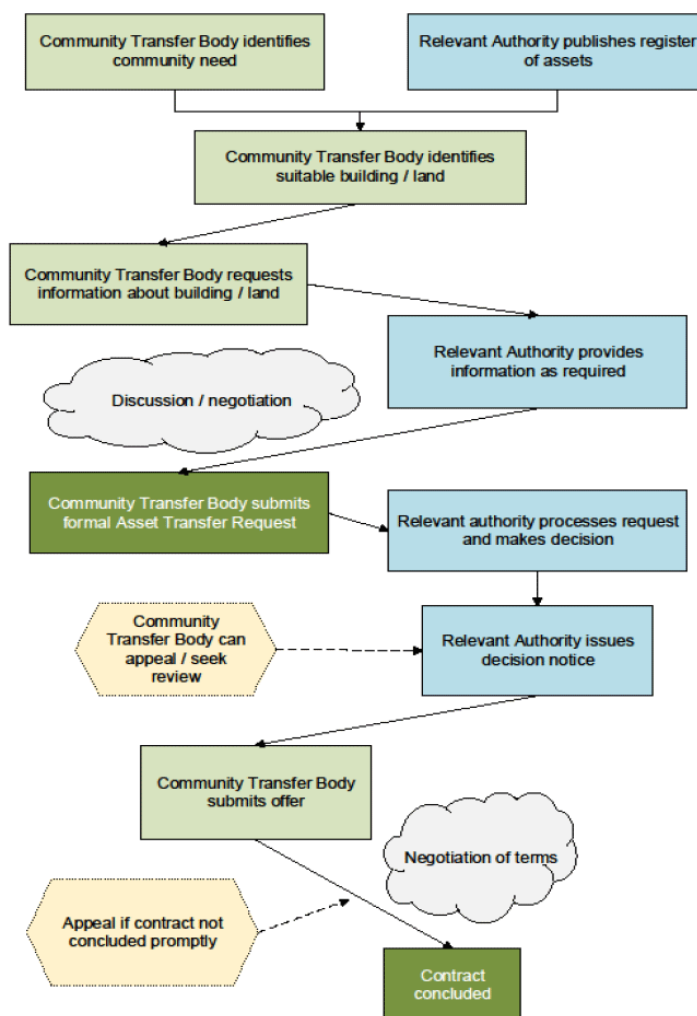 Community Transfer Body identifies
community need
Relevant Authority publishes register
of assets
Community Transfer Body identifies
suitable building / land
Community Transfer Body requests
information about building / land
Relevant Authority provides
information as required
Discussion / negotiation
Community Transfer Body submits
formal Asset Transfer Request
Relevant authority processes request
and makes decision
Community
Transfer Body can
appeal / seek
review
Relevant Authority issues
decision notice
Community Transfer Body
submits offer
Negotiation of terms
Appeal if contract not
concluded promptly
Contract
concluded